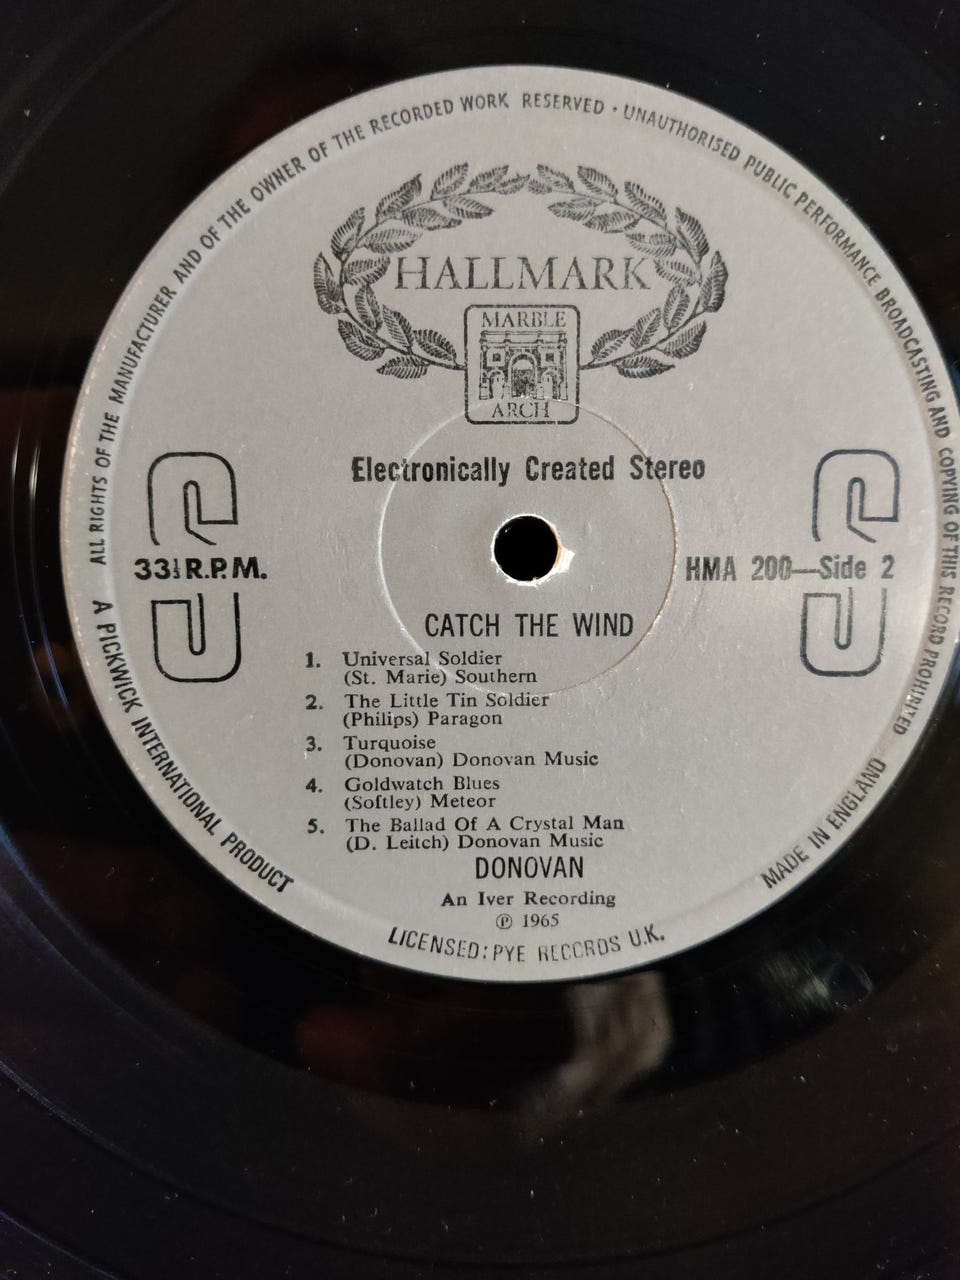 ALL RIGHTS OF THE MANUFACTURER AND OF THE OWNER OF THE RECORDED WORK RESERVED · UNAUTHORISED PUBLIC PERFORMANCE BROADCASTING AND COPYING OF THIS RECORD PROHIBITED
HALLMARK
MARBLE
ARCH
Electronically Created Stereo
33⅓ R.P.M.
HMA 200—Side 2
CATCH THE WIND
1. Universal Soldier
(St. Marie) Southern
2. The Little Tin Soldier
(Philips) Paragon
3. Turquoise
(Donovan) Donovan Music
4. Goldwatch Blues
(Softley) Meteor
5. The Ballad Of A Crystal Man
(D. Leitch) Donovan Music
DONOVAN
An Iver Recording
℗ 1965
A PICKWICK INTERNATIONAL PRODUCT
LICENSED: PYE RECORDS U.K.
MADE IN ENGLAND